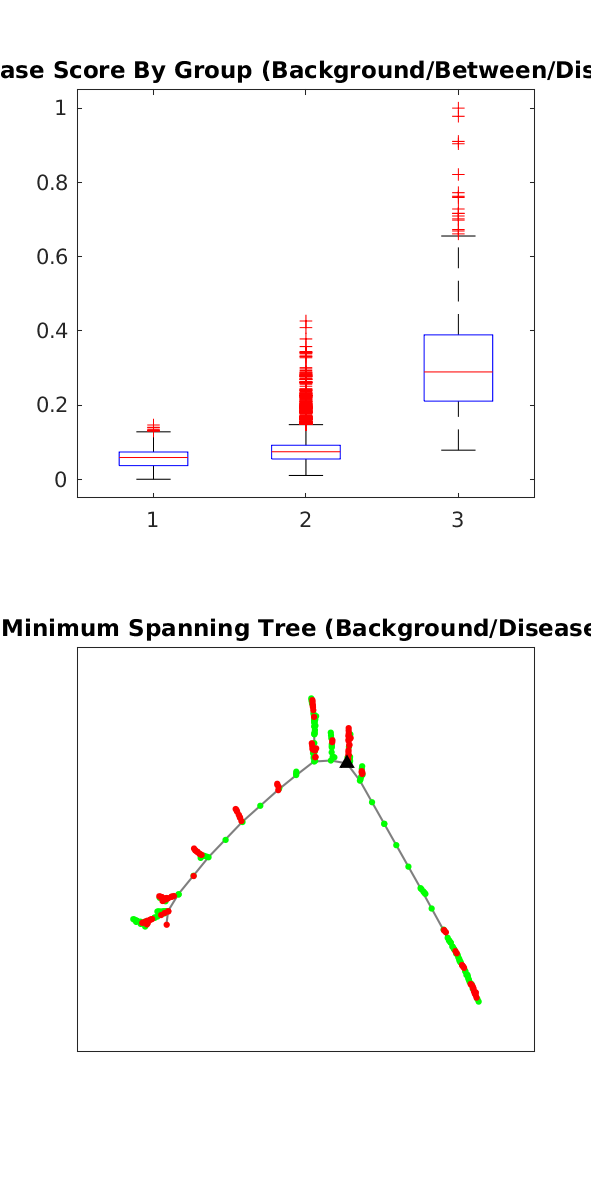 ase Score By Group (Background/Between/Dis
1
0.8
0.6
0.4
0.2
0
1 2 3
Minimum Spanning Tree (Background/Disease